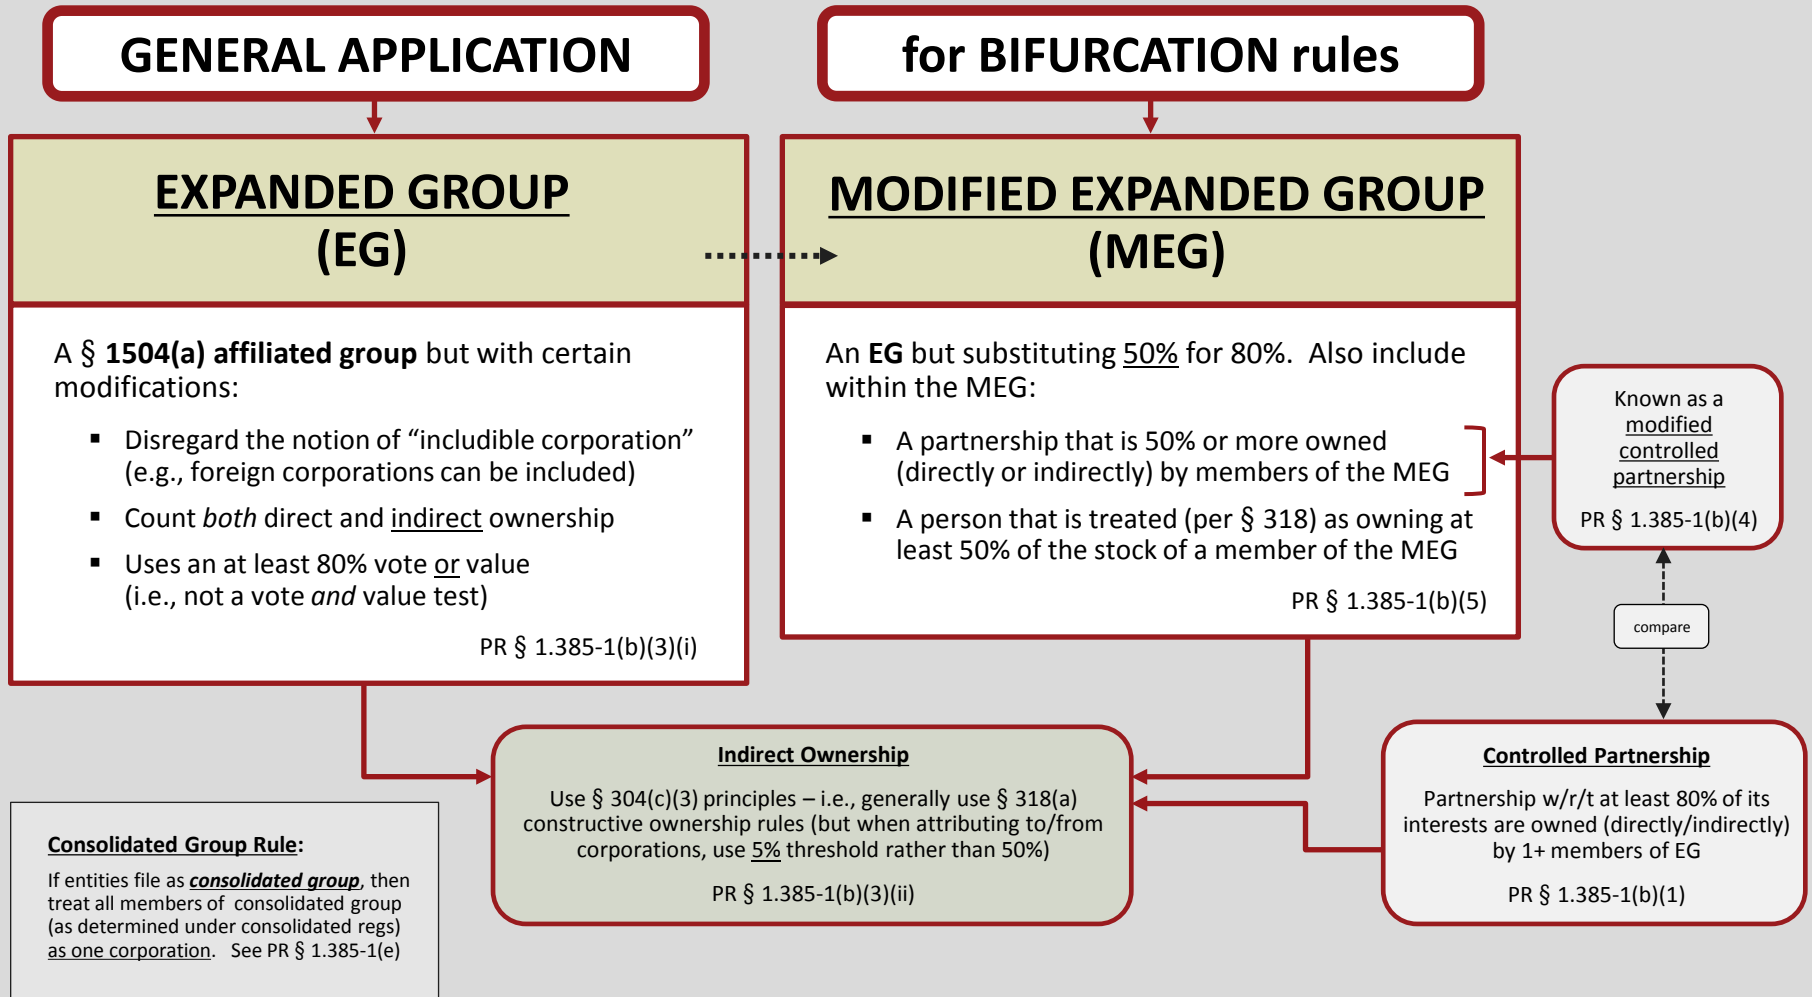 GENERAL APPLICATION
for BIFURCATION rules
EXPANDED GROUP
(EG)
A § 1504(a) affiliated group but with certain
modifications:
▪ Disregard the notion of “includible corporation”
(e.g., foreign corporations can be included)
▪ Count both direct and indirect ownership
▪ Uses an at least 80% vote or value
(i.e., not a vote and value test)
PR § 1.385-1(b)(3)(i)
MODIFIED EXPANDED GROUP
(MEG)
An EG but substituting 50% for 80%. Also include
within the MEG:
▪ A partnership that is 50% or more owned
(directly or indirectly) by members of the MEG
▪ A person that is treated (per § 318) as owning at
least 50% of the stock of a member of the MEG
PR § 1.385-1(b)(5)
Known as a
modified
controlled
partnership
PR § 1.385-1(b)(4)
compare
Indirect Ownership
Use § 304(c)(3) principles – i.e., generally use § 318(a)
constructive ownership rules (but when attributing to/from
corporations, use 5% threshold rather than 50%)
PR § 1.385-1(b)(3)(ii)
Controlled Partnership
Partnership w/r/t at least 80% of its
interests are owned (directly/indirectly)
by 1+ members of EG
PR § 1.385-1(b)(1)
Consolidated Group Rule:
If entities file as consolidated group, then
treat all members of consolidated group
(as determined under consolidated regs)
as one corporation. See PR § 1.385-1(e)